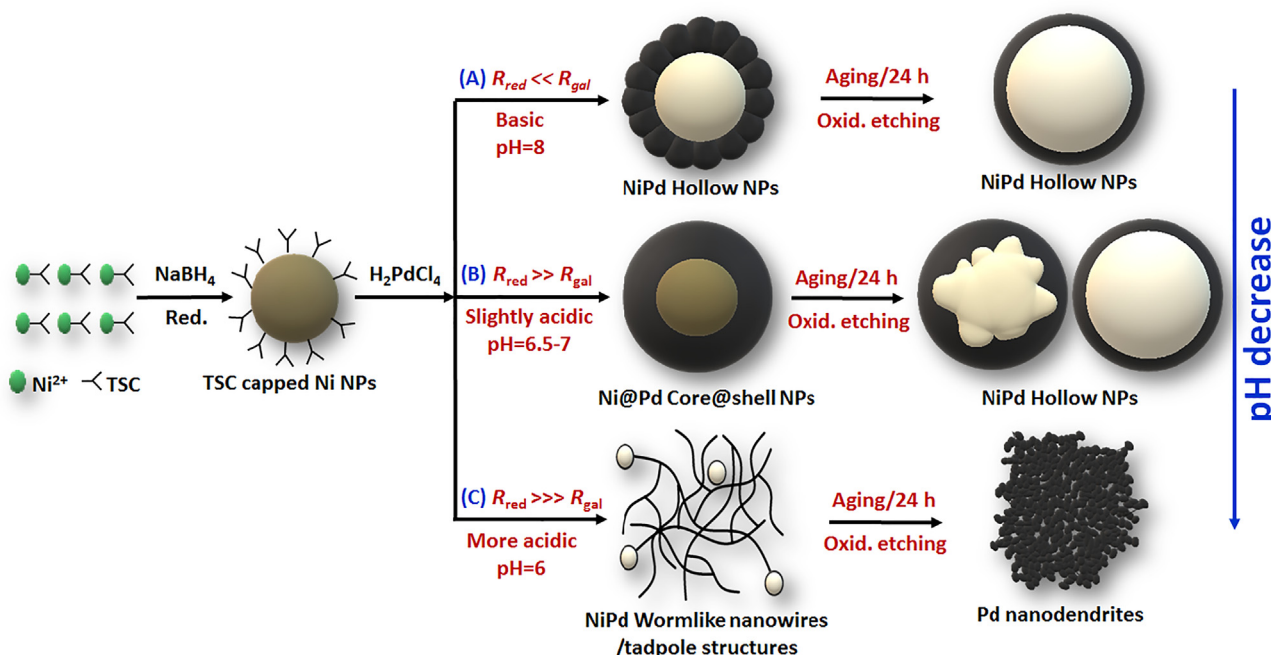 NaBH4
Red.
Ni2+
TSC
TSC capped Ni NPs
H2PdCl4
(A) Rred << Rgal
Basic
pH=8
NiPd Hollow NPs
Aging/24 h
Oxid. etching
NiPd Hollow NPs
(B) Rred >> Rgal
Slightly acidic
pH=6.5-7
Ni@Pd Core@shell NPs
Aging/24 h
Oxid. etching
NiPd Hollow NPs
(C) Rred >>> Rgal
More acidic
pH=6
NiPd Wormlike nanowires
/tadpole structures
Aging/24 h
Oxid. etching
Pd nanodendrites
pH decrease